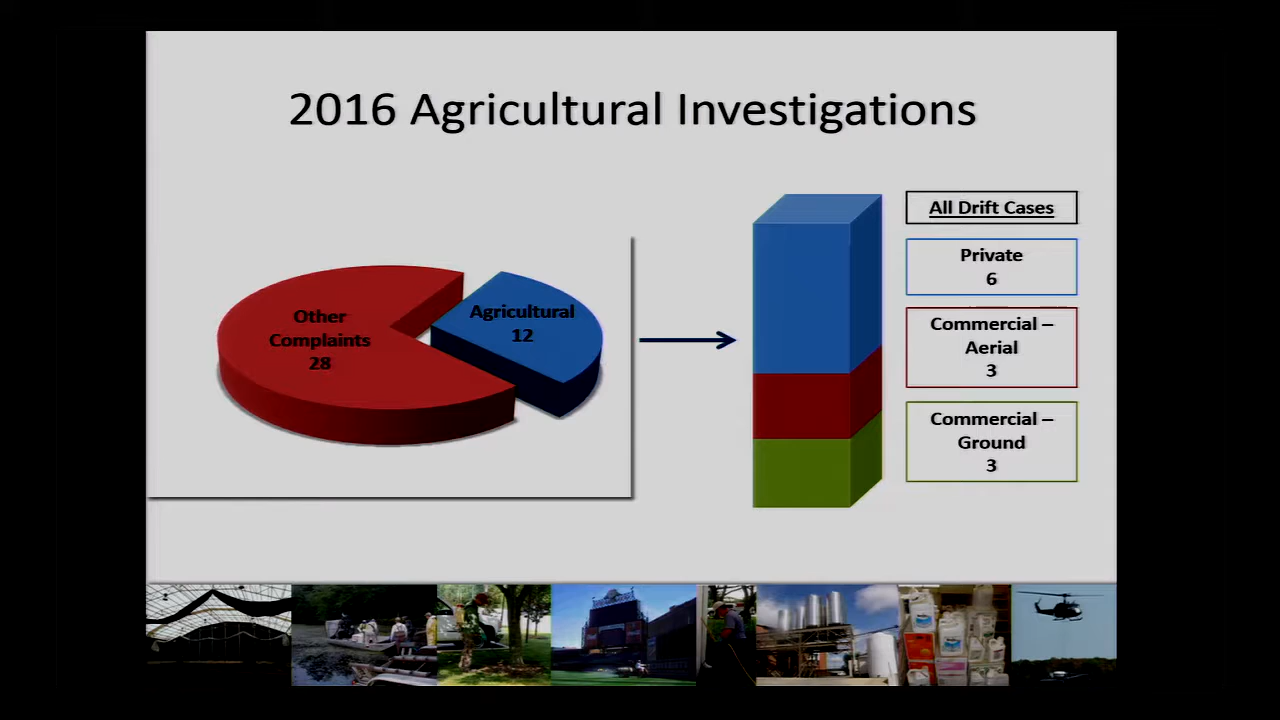 2016 Agricultural Investigations
Other
Complaints
28
Agricultural
12
All Drift Cases
Private
6
Commercial –
Aerial
3
Commercial –
Ground
3